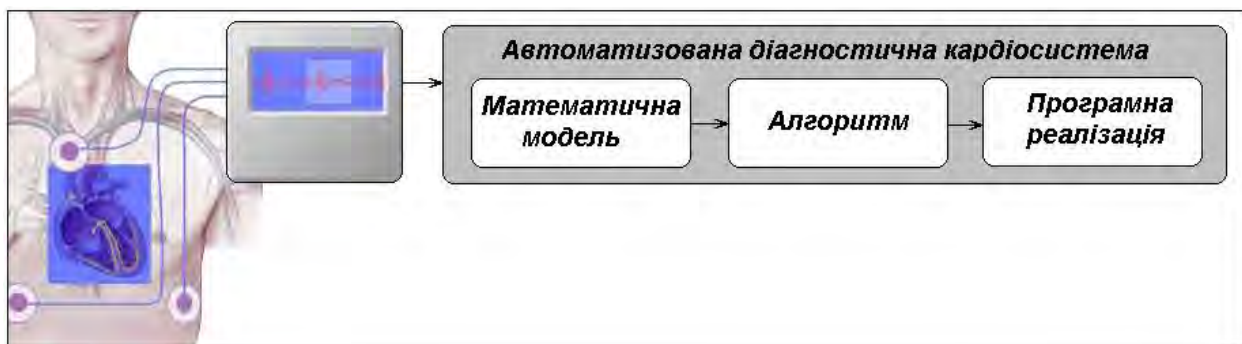 Автоматизована діагностична кардіосистема
Математична
модель
Алгоритм
Програмна
реалізація